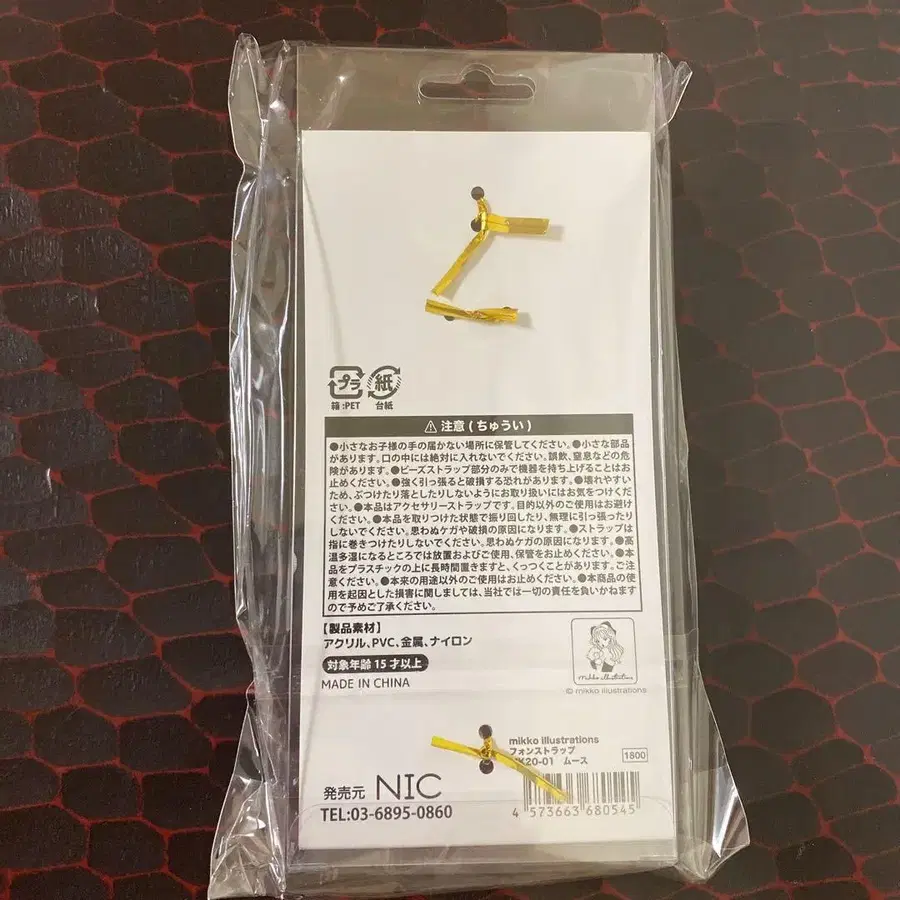 プラ 紙
箱:PET 台紙
⚠ 注意(ちゅうい)
●小さなお子様の手の届かない場所に保管してください。●小さな部品
があります。口の中には絶対に入れないでください。誤飲、窒息などの危
険があります。●ビーズストラップ部分のみで機器を持ち上げることはお
止めください。●強く引っ張ると破損する恐れがあります。●壊れやすい
ため、ぶつけたり落としたりしないようにお取り扱いにはお気をつけくだ
さい。●本品はアクセサリーストラップです。目的以外のご使用はお避け
ください。●本品を取りつけた状態で振り回したり、無理に引っ張ったり
しないでください。思わぬケガや破損の原因になります。●ストラップは
指に巻きつけたりしないでください。思わぬケガの原因になります。●高
温多湿になるところでは放置およびご使用、保管をお止めください。●本
品をプラスチックの上に長時間置きますと、くっつくことがあります。ご注
意ください。●本来の用途以外のご使用はお止めください。●本商品の使
用を起因とした損害に関しましては、当社では一切の責任を負いかねます
ので予めご了承ください。
【製品素材】
アクリル、PVC、金属、ナイロン
対象年齢15才以上
MADE IN CHINA
mikko illustrations
© mikko illustrations
mikko illustrations
フォンストラップ
K20-01 ムース
1800
発売元 NIC
TEL:03-6895-0860
4 573663 680545